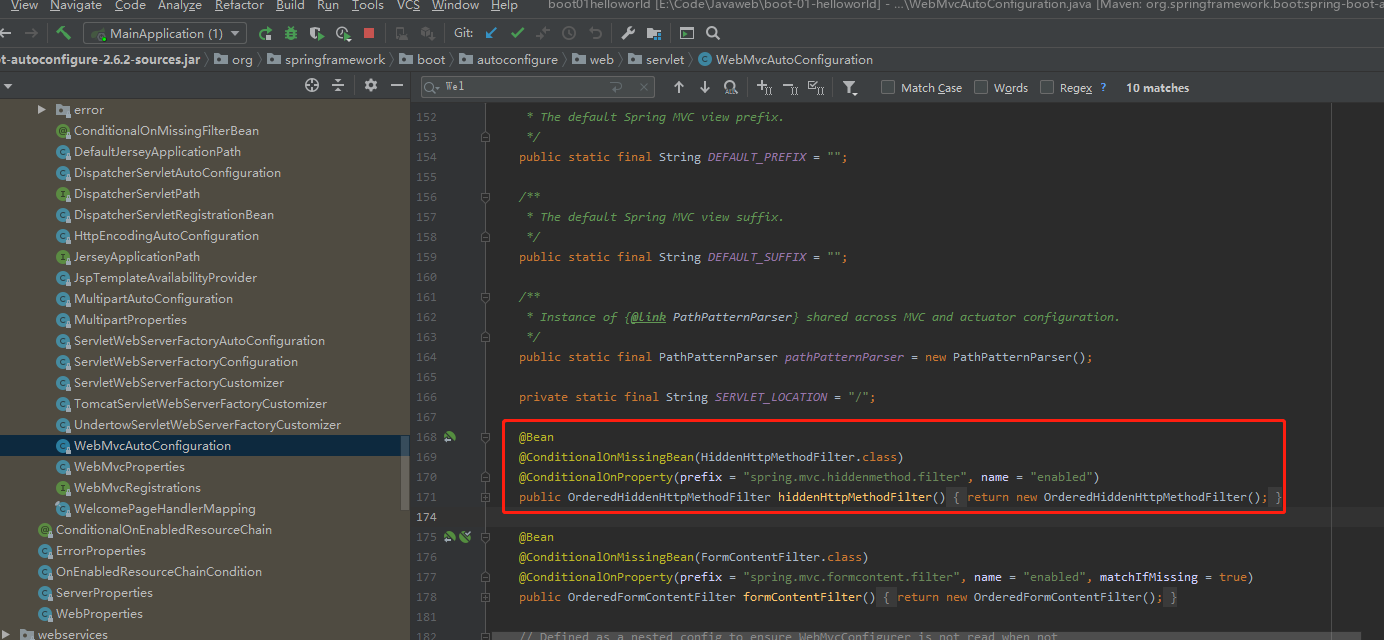 View Navigate Code Analyze Refactor Build Run Tools VCS Window Help boot01helloworld [E:\Code\Javaweb\boot-01-helloworld] - ...\WebMvcAutoConfiguration.java [Maven: org.springframework.boot:spring-boot-a
MainApplication (1) Git:
t-autoconfigure-2.6.2-sources.jar org springframework boot autoconfigure web servlet WebMvcAutoConfiguration
Wel Match Case Words Regex ? 10 matches
error
ConditionalOnMissingFilterBean
DefaultJerseyApplicationPath
DispatcherServletAutoConfiguration
DispatcherServletPath
DispatcherServletRegistrationBean
HttpEncodingAutoConfiguration
JerseyApplicationPath
JspTemplateAvailabilityProvider
MultipartAutoConfiguration
MultipartProperties
ServletWebServerFactoryAutoConfiguration
ServletWebServerFactoryConfiguration
ServletWebServerFactoryCustomizer
TomcatServletWebServerFactoryCustomizer
UndertowServletWebServerFactoryCustomizer
WebMvcAutoConfiguration
WebMvcProperties
WebMvcRegistrations
WelcomePageHandlerMapping
ConditionalOnEnabledResourceChain
ErrorProperties
OnEnabledResourceChainCondition
ServerProperties
WebProperties
webservices
152 * The default Spring MVC view prefix.
153 */
154 public static final String DEFAULT_PREFIX = "";
155
156 /**
157 * The default Spring MVC view suffix.
158 */
159 public static final String DEFAULT_SUFFIX = "";
160
161 /**
162 * Instance of {@link PathPatternParser} shared across MVC and actuator configuration.
163 */
164 public static final PathPatternParser pathPatternParser = new PathPatternParser();
165
166 private static final String SERVLET_LOCATION = "/";
167
168 @Bean
169 @ConditionalOnMissingBean(HiddenHttpMethodFilter.class)
170 @ConditionalOnProperty(prefix = "spring.mvc.hiddenmethod.filter", name = "enabled")
171 public OrderedHiddenHttpMethodFilter hiddenHttpMethodFilter() { return new OrderedHiddenHttpMethodFilter(); }
174
175 @Bean
176 @ConditionalOnMissingBean(FormContentFilter.class)
177 @ConditionalOnProperty(prefix = "spring.mvc.formcontent.filter", name = "enabled", matchIfMissing = true)
178 public OrderedFormContentFilter formContentFilter() { return new OrderedFormContentFilter(); }
181
182 // Defined as a nested config to ensure WebMvcConfigurer is not read when not